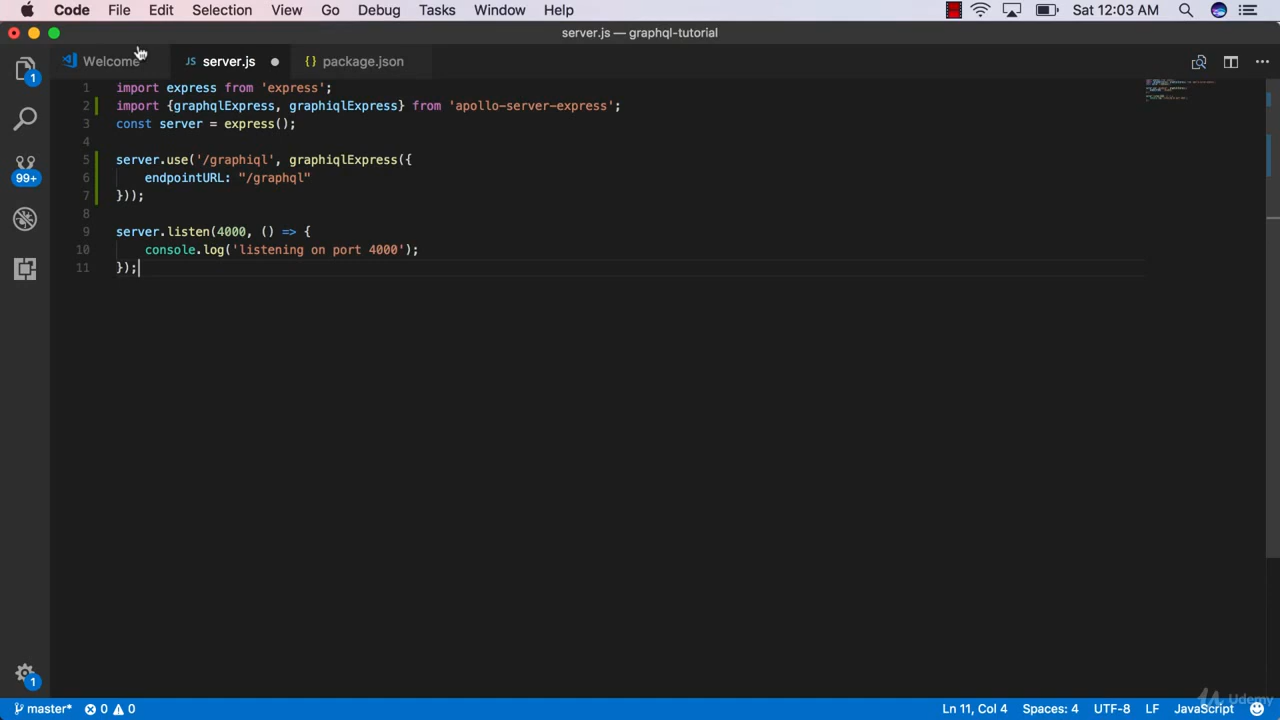 Code File Edit Selection View Go Debug Tasks Window Help Sat 12:03 AM
server.js — graphql-tutorial
Welcome JS server.js { } package.json
1 import express from 'express';
2 import {graphqlExpress, graphiqlExpress} from 'apollo-server-express';
3 const server = express();
4
5 server.use('/graphiql', graphiqlExpress({
6 endpointURL: "/graphql"
7 }));
8
9 server.listen(4000, () => {
10 console.log('listening on port 4000');
11 });
1
99+
1
master* 0 0 Ln 11, Col 4 Spaces: 4 UTF-8 LF JavaScript
Udemy